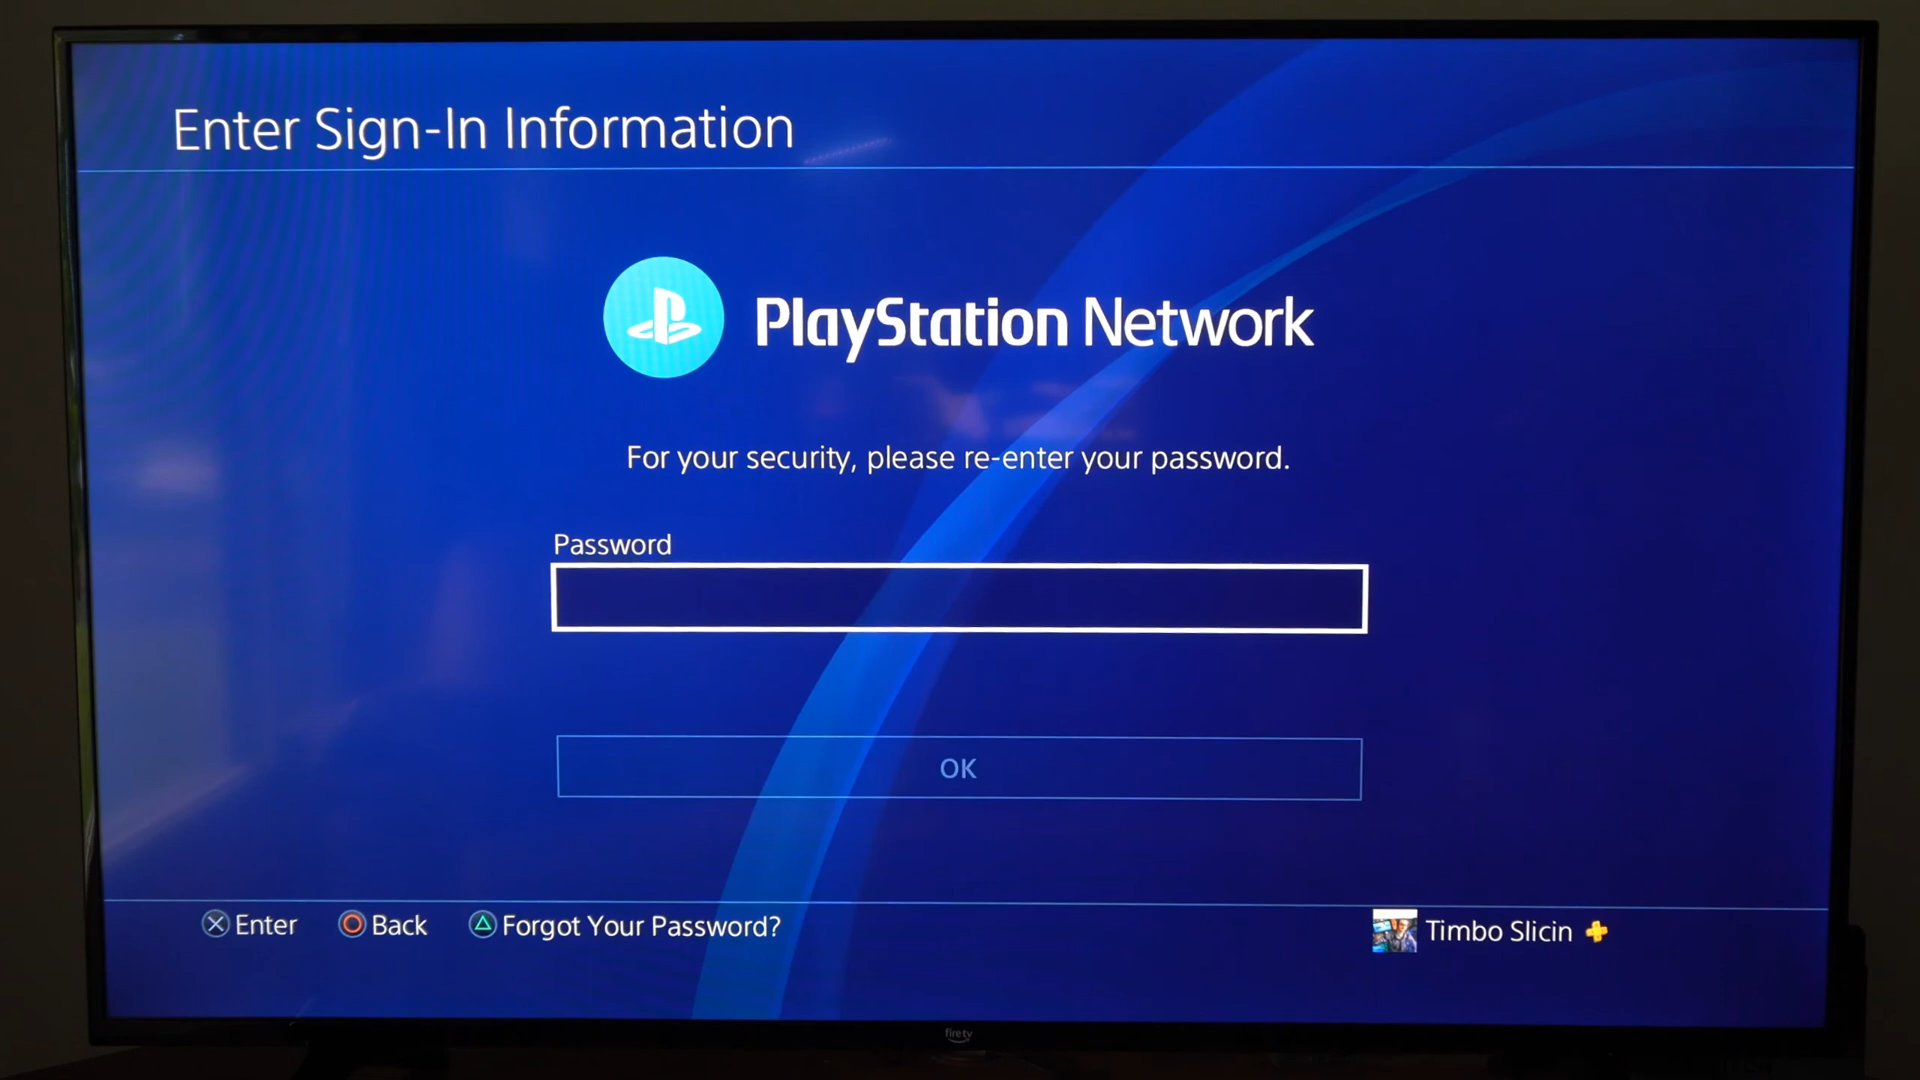 Enter Sign-In Information
PlayStation Network
For your security, please re-enter your password.
Password
OK
Enter Back Forgot Your Password? Timbo Slicin
firetv